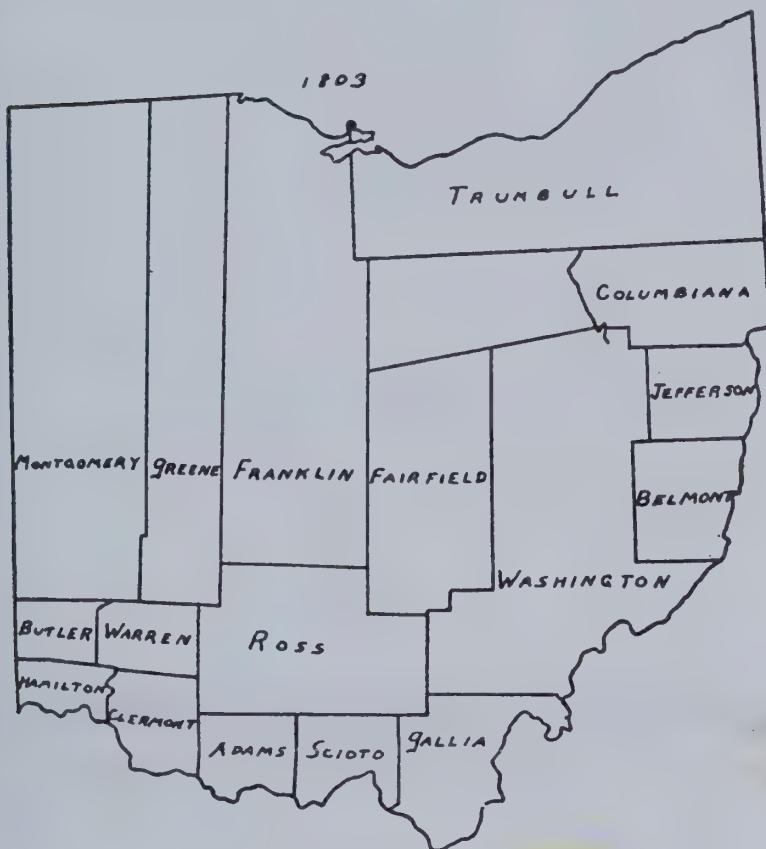 1803
TRUMBULL
COLUMBIANA
JEFFERSON
MONTGOMERY GREENE FRANKLIN FAIRFIELD
BELMONT
WASHINGTON
BUTLER WARREN ROSS
HAMILTON
CLERMONT
ADAMS SCIOTO GALLIA